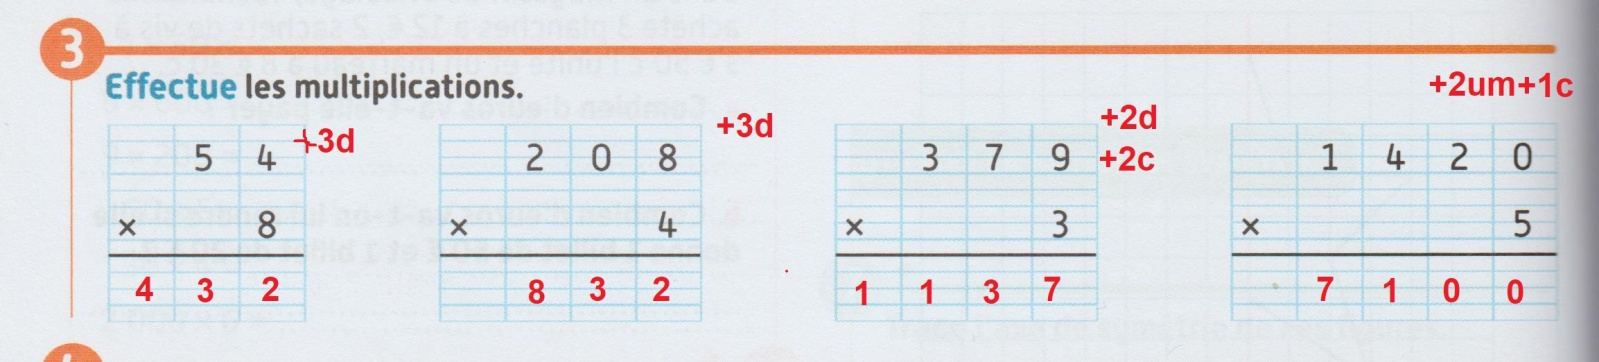 3
Effectue les multiplications.
5 4 +3d
× 8
4 3 2
2 0 8 +3d
× 4
8 3 2
3 7 9 +2d +2c
× 3
1 1 3 7
+2um+1c
1 4 2 0
× 5
7 1 0 0